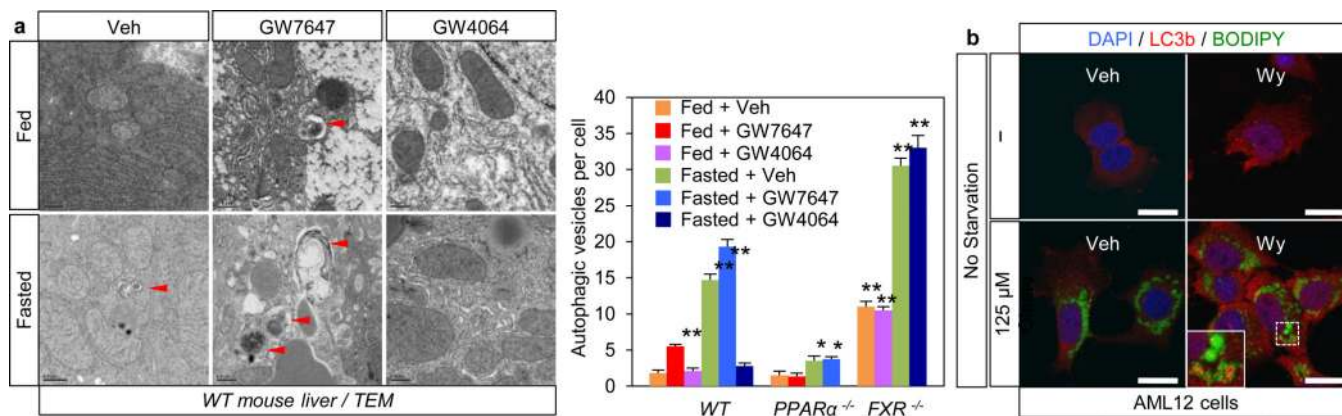 a
Veh
GW7647
GW4064
Fed
Fasted
WT mouse liver / TEM
Autophagic vesicles per cell
40
35
30
25
20
15
10
5
0
Fed + Veh
Fed + GW7647
Fed + GW4064
Fasted + Veh
Fasted + GW7647
Fasted + GW4064
**
**
**
*
*
**
**
**
**
WT
PPARα -/-
FXR -/-
b
DAPI / LC3b / BODIPY
No Starvation
–
Veh
Wy
125 μM
Veh
Wy
AML12 cells